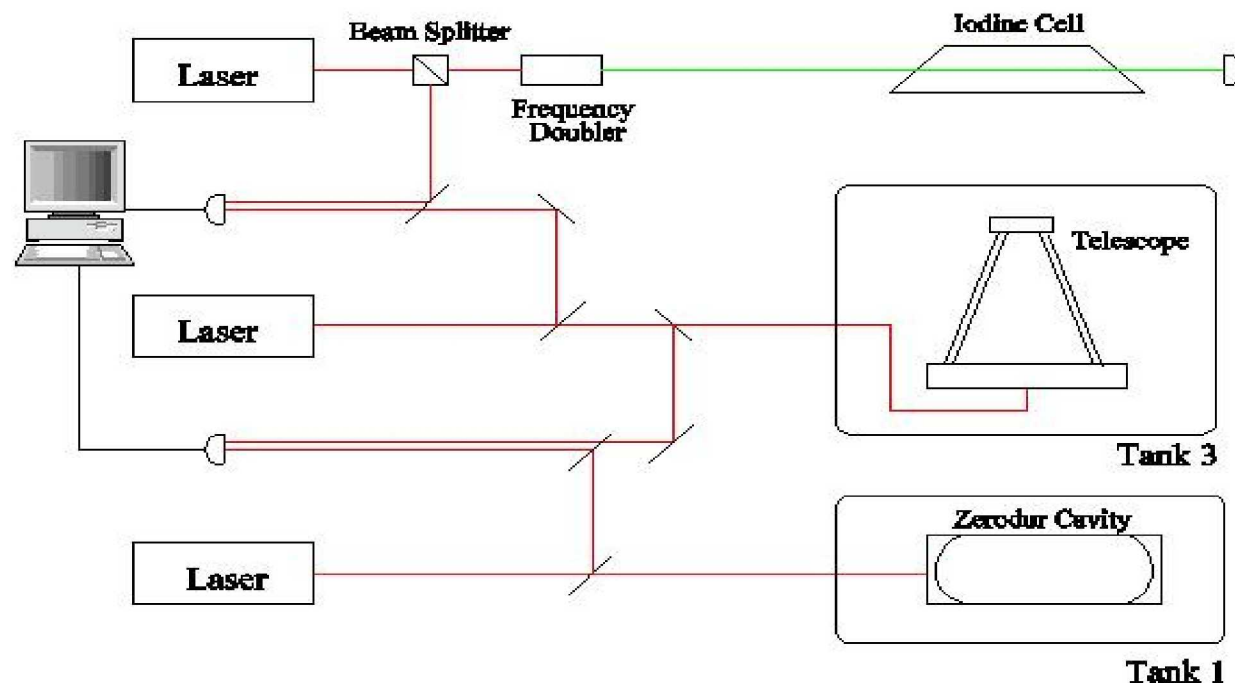 Beam Splitter
Iodine Cell
Laser
Frequency
Doubler
Telescope
Laser
Tank 3
Zerodur Cavity
Laser
Tank 1